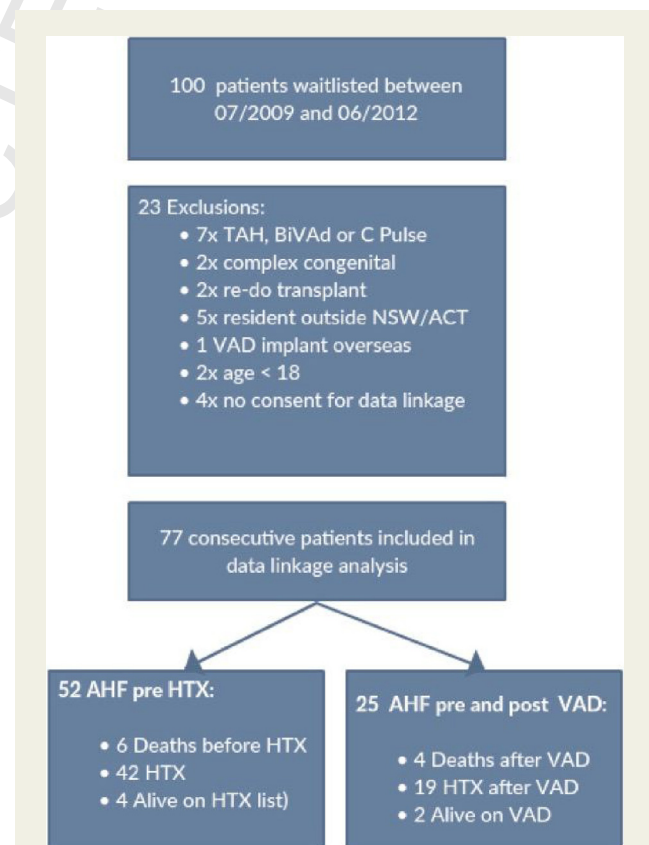 100 patients waitlisted between
07/2009 and 06/2012
23 Exclusions:
• 7x TAH, BiVAd or C Pulse
• 2x complex congenital
• 2x re-do transplant
• 5x resident outside NSW/ACT
• 1 VAD implant overseas
• 2x age < 18
• 4x no consent for data linkage
77 consecutive patients included in
data linkage analysis
52 AHF pre HTX:
• 6 Deaths before HTX
• 42 HTX
• 4 Alive on HTX list)
25 AHF pre and post VAD:
• 4 Deaths after VAD
• 19 HTX after VAD
• 2 Alive on VAD